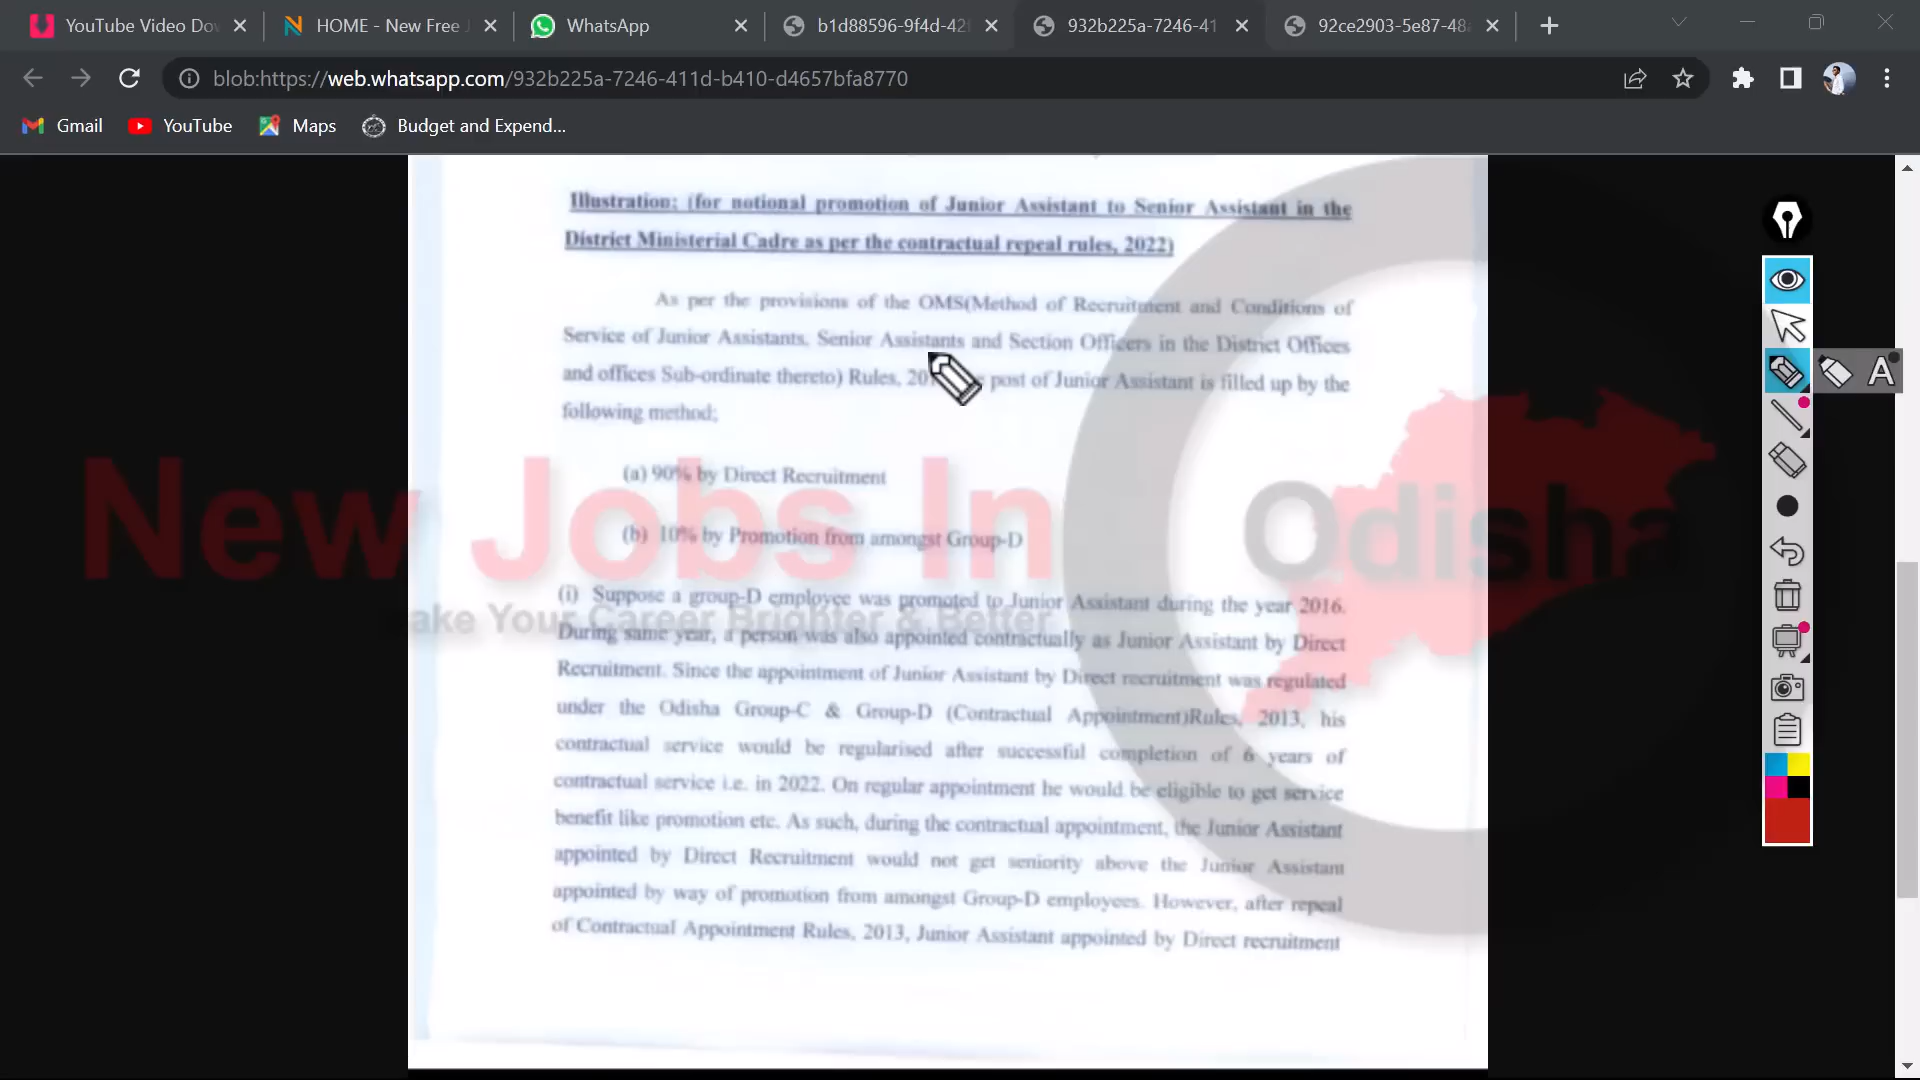 YouTube Video Do
HOME - New Free J
WhatsApp
b1d88596-9f4d-42
932b225a-7246-41
92ce2903-5e87-48
blob:https://web.whatsapp.com/932b225a-7246-411d-b410-d4657bfa8770
Gmail
YouTube
Maps
Budget and Expend...
Illustration: (for notional promotion of Junior Assistant to Senior Assistant in the
District Ministerial Cadre as per the contractual repeal rules, 2022)
As per the provisions of the OMS(Method of Recruitment and Conditions of
Service of Junior Assistants, Senior Assistants and Section Officers in the District Offices
and offices Sub-ordinate thereto) Rules, post of Junior Assistant is filled up by the
following method;
(a) 90% by Direct Recruitment
(b) 10% by Promotion from amongst Group-D
(i) Suppose a group-D employee was promoted to Junior Assistant during the year 2016.
During same year, a person was also appointed contractually as Junior Assistant by Direct
Recruitment. Since the appointment of Junior Assistant by Direct recruitment was regulated
under the Odisha Group-C & Group-D (Contractual Appointment)Rules, 2013, his
contractual service would be regularised after successful completion of 6 years of
contractual service i.e. in 2022. On regular appointment he would be eligible to get service
benefit like promotion etc. As such, during the contractual appointment, the Junior Assistant
appointed by Direct Recruitment would not get seniority above the Junior Assistant
appointed by way of promotion from amongst Group-D employees. However, after repeal
of Contractual Appointment Rules, 2013, Junior Assistant appointed by Direct recruitment
New Jobs In Odisha
ake Your Career Brighter & Better
A